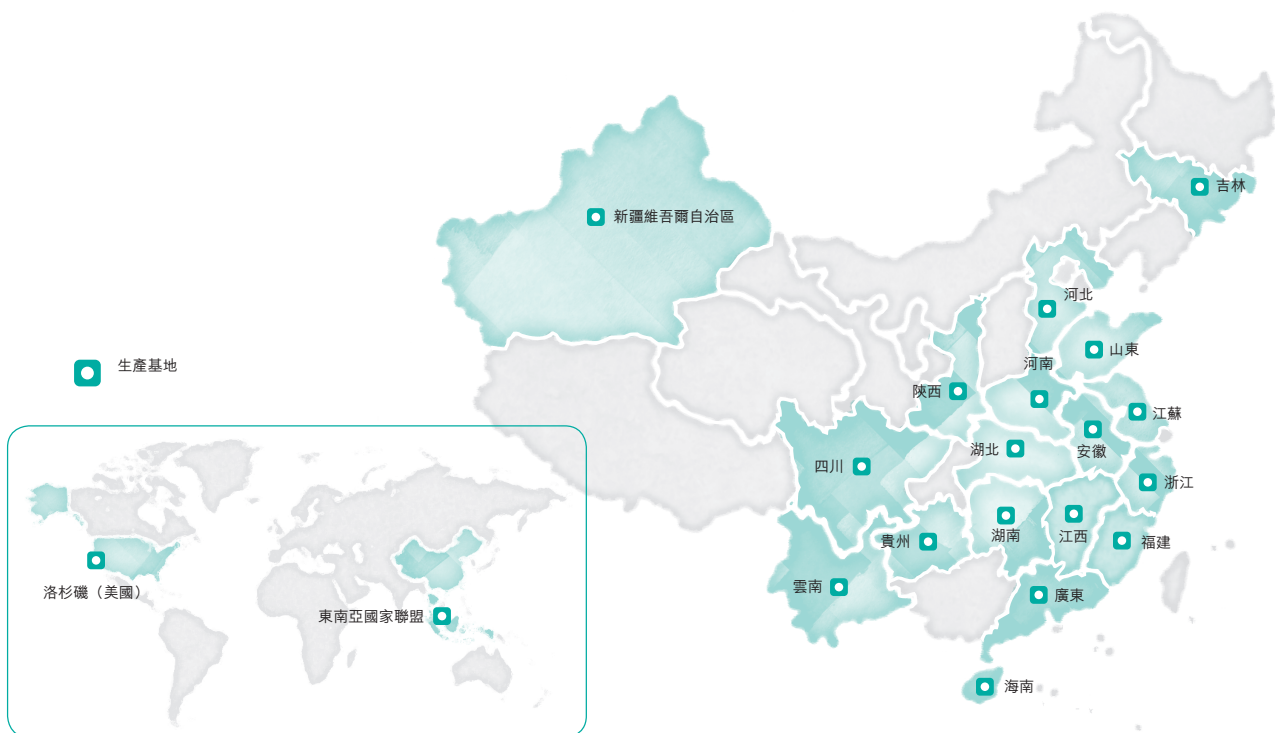 吉林
新疆維吾爾自治區
河北
山東
河南
生產基地
陝西
江蘇
湖北
安徽
四川
浙江
湖南
江西
貴州
福建
雲南
洛杉磯（美國）
廣東
東南亞國家聯盟
海南